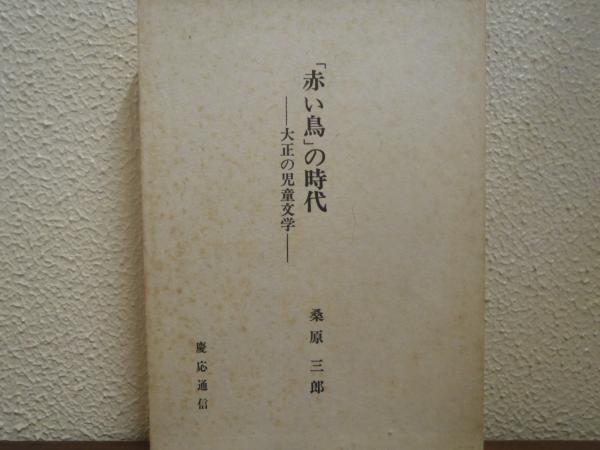 「赤い鳥」の時代
――大正の児童文学――
桑原三郎
慶応通信